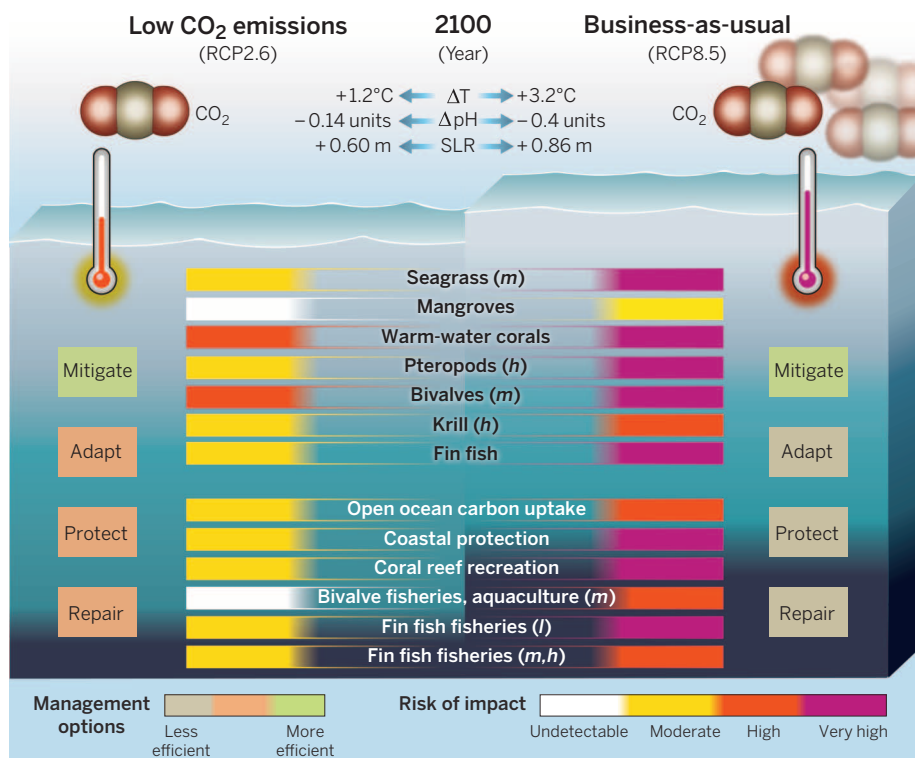 Low CO₂ emissions
(RCP2.6)
2100
(Year)
Business-as-usual
(RCP8.5)
CO₂
+1.2°C ΔT +3.2°C
– 0.14 units ΔpH – 0.4 units
+ 0.60 m SLR + 0.86 m
CO₂
Seagrass (m)
Mangroves
Warm-water corals
Pteropods (h)
Bivalves (m)
Krill (h)
Fin fish
Open ocean carbon uptake
Coastal protection
Coral reef recreation
Bivalve fisheries, aquaculture (m)
Fin fish fisheries (l)
Fin fish fisheries (m,h)
Mitigate
Adapt
Protect
Repair
Mitigate
Adapt
Protect
Repair
Management
options
Less
efficient
More
efficient
Risk of impact
Undetectable Moderate High Very high